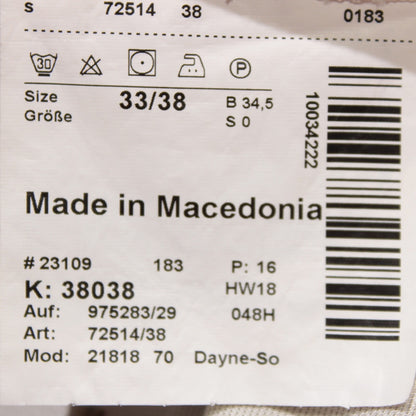 S 72514 38 0183
30 P
Size 33/38 B 34,5
Größe S 0
10034222
Made in Macedonia
# 23109 183 P: 16
K: 38038 HW18
Auf: 975283/29 048H
Art: 72514/38
Mod: 21818 70 Dayne-So